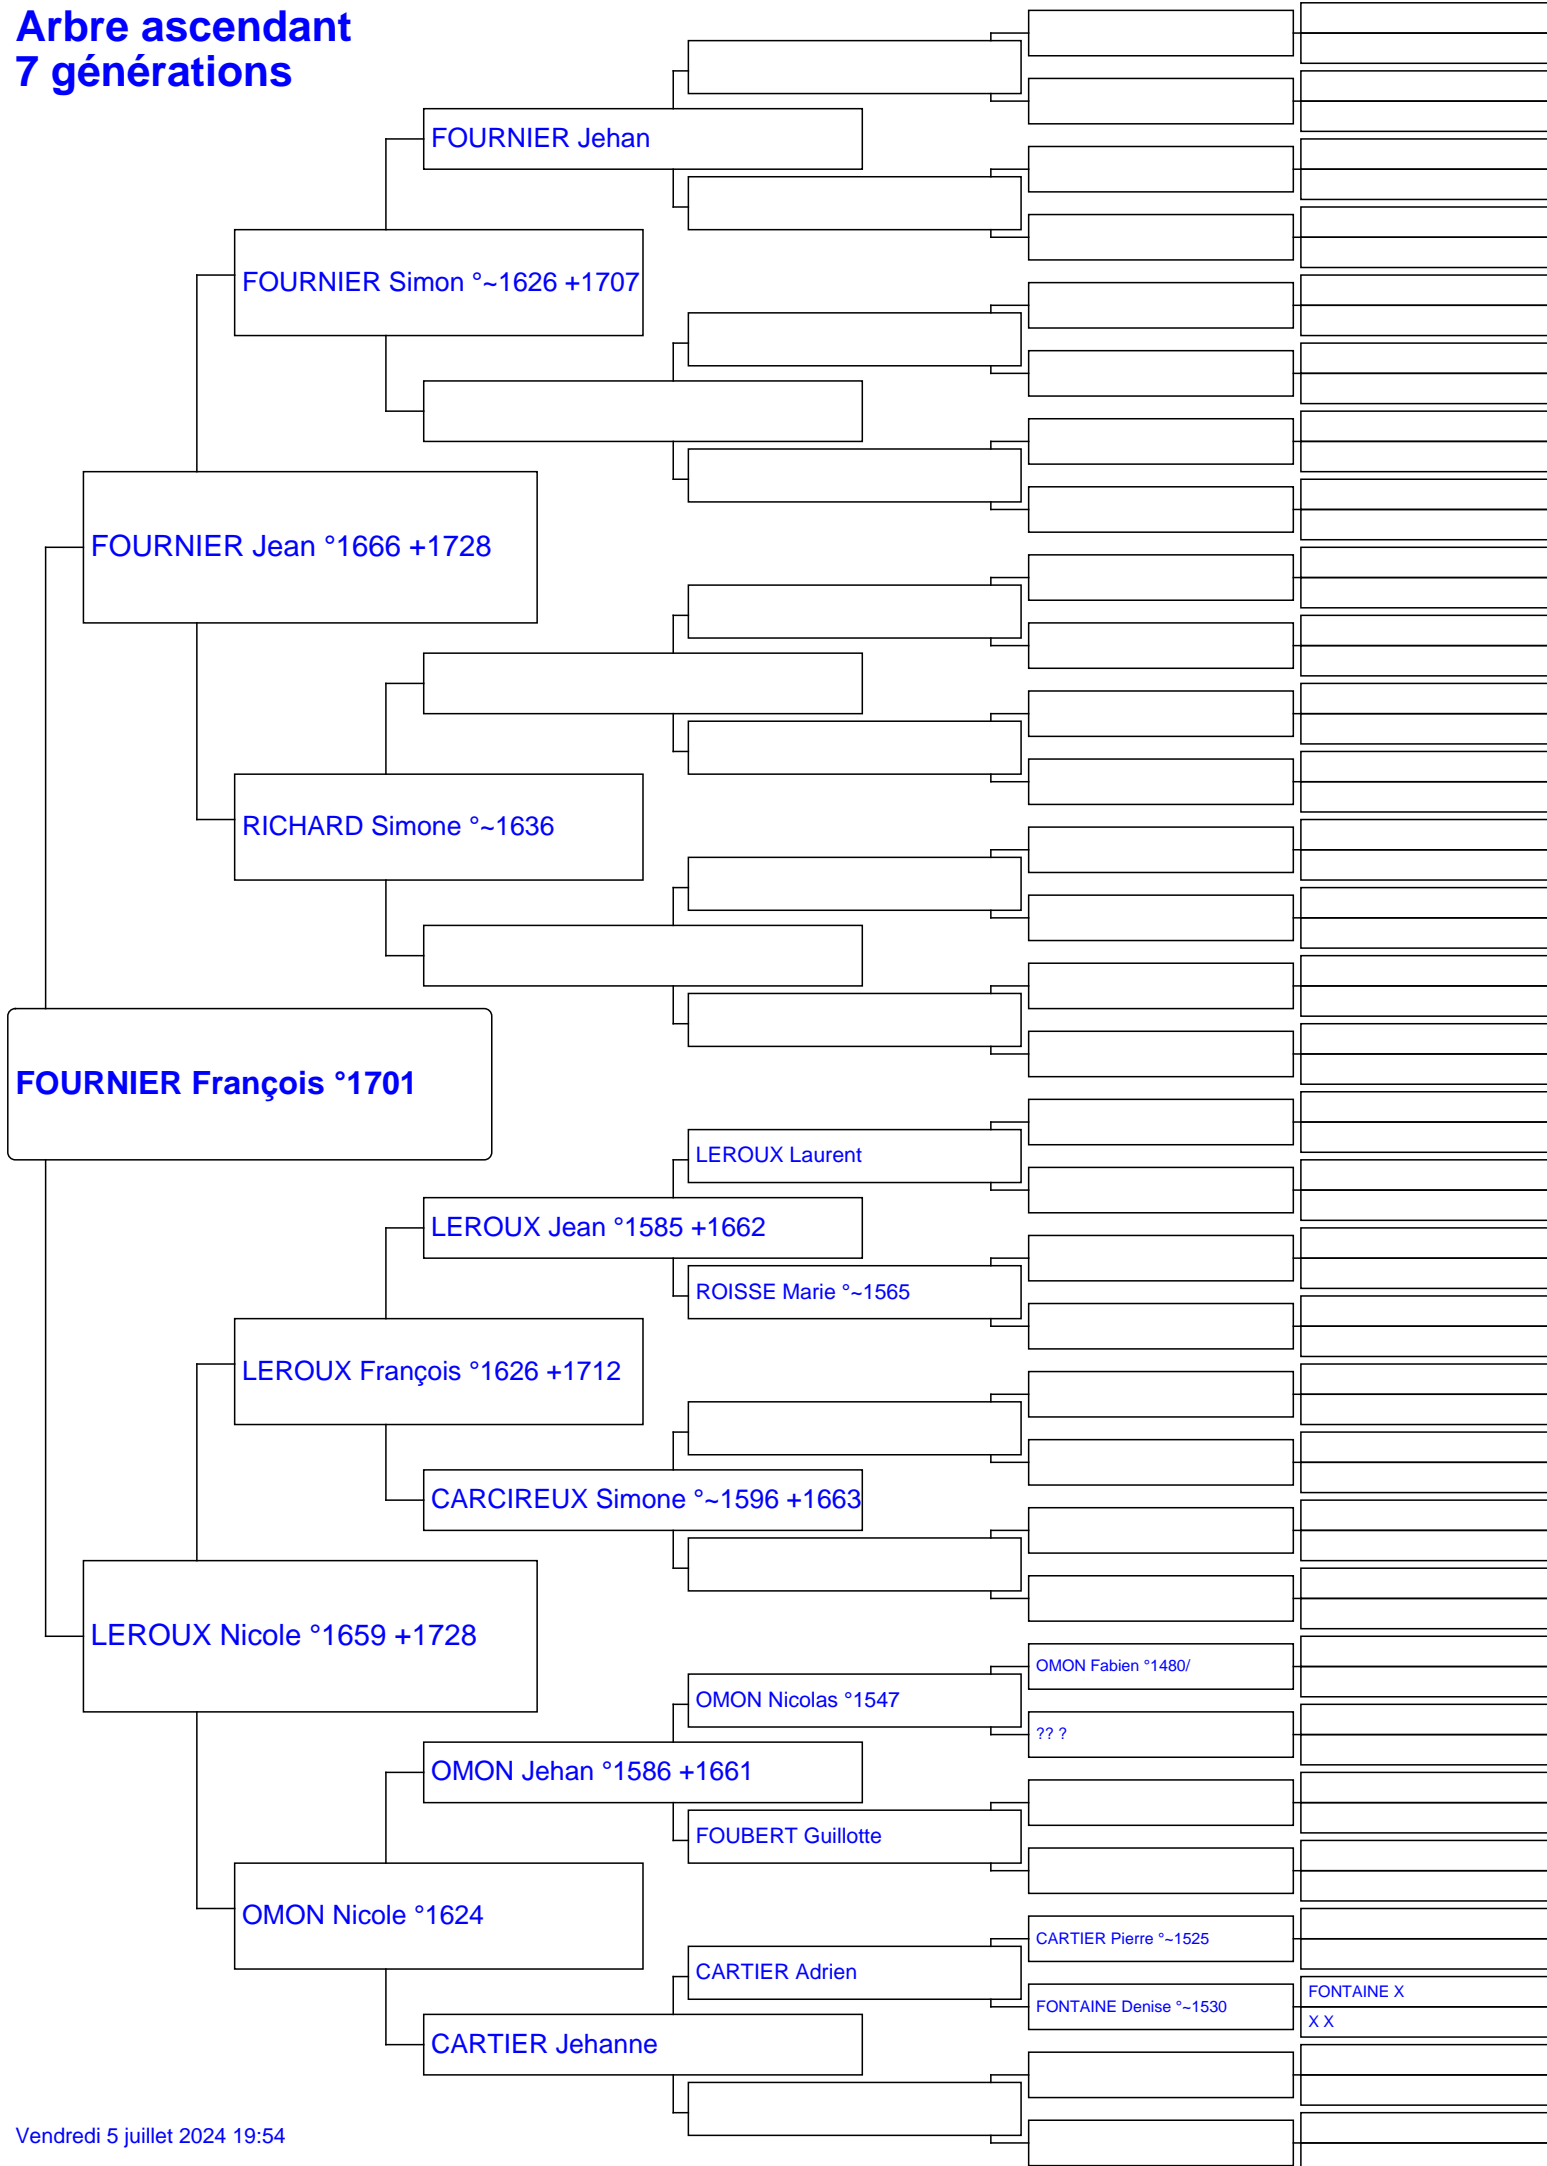 Arbre ascendant
7 générations
FOURNIER Jehan
FOURNIER Simon °~1626 +1707
FOURNIER Jean °1666 +1728
RICHARD Simone °~1636
FOURNIER François °1701
LEROUX Laurent
LEROUX Jean °1585 +1662
ROISSE Marie °~1565
LEROUX François °1626 +1712
CARCIREUX Simone °~1596 +1663
LEROUX Nicole °1659 +1728
OMON Fabien °1480/
OMON Nicolas °1547
?? ?
OMON Jehan °1586 +1661
FOUBERT Guillotte
OMON Nicole °1624
CARTIER Pierre °~1525
CARTIER Adrien
FONTAINE X
FONTAINE Denise °~1530
X X
CARTIER Jehanne
Vendredi 5 juillet 2024 19:54